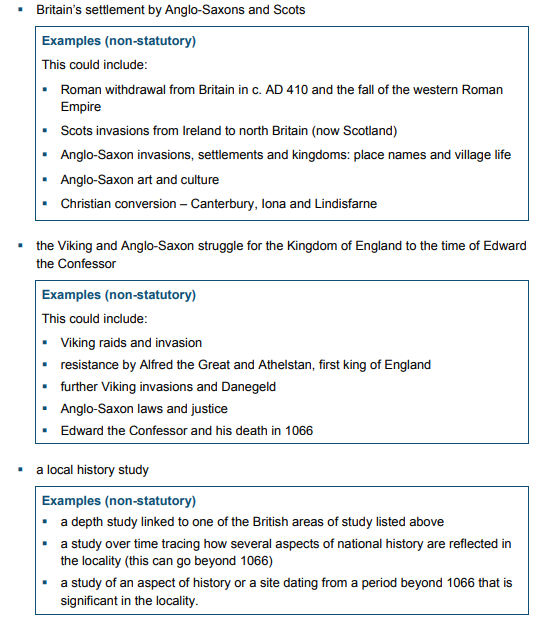 ▪ Britain's settlement by Anglo-Saxons and Scots
Examples (non-statutory)
This could include:
▪ Roman withdrawal from Britain in c. AD 410 and the fall of the western Roman
Empire
▪ Scots invasions from Ireland to north Britain (now Scotland)
▪ Anglo-Saxon invasions, settlements and kingdoms: place names and village life
▪ Anglo-Saxon art and culture
▪ Christian conversion – Canterbury, Iona and Lindisfarne
▪ the Viking and Anglo-Saxon struggle for the Kingdom of England to the time of Edward
the Confessor
Examples (non-statutory)
This could include:
▪ Viking raids and invasion
▪ resistance by Alfred the Great and Athelstan, first king of England
▪ further Viking invasions and Danegeld
▪ Anglo-Saxon laws and justice
▪ Edward the Confessor and his death in 1066
▪ a local history study
Examples (non-statutory)
▪ a depth study linked to one of the British areas of study listed above
▪ a study over time tracing how several aspects of national history are reflected in
the locality (this can go beyond 1066)
▪ a study of an aspect of history or a site dating from a period beyond 1066 that is
significant in the locality.